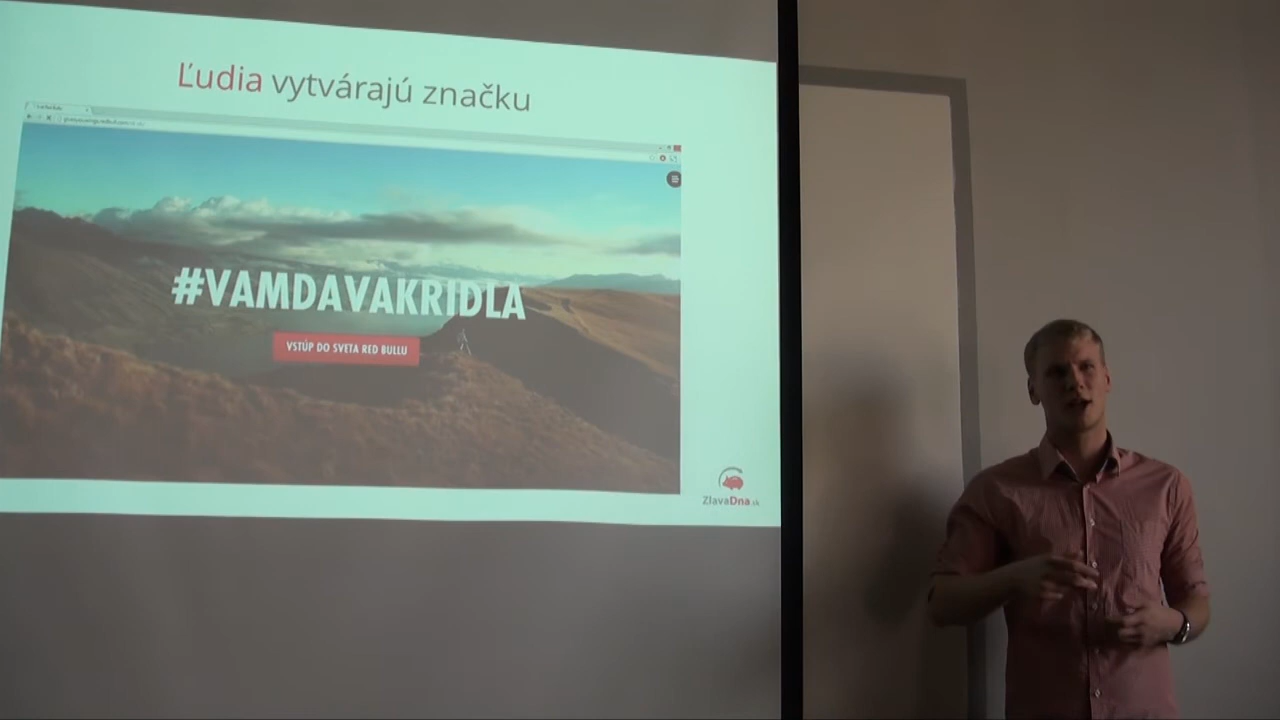 Ľudia vytvárajú značku
#VAMDAVAKRIDLA
VSTÚP DO SVETA RED BULLU
ZlavaDna.sk